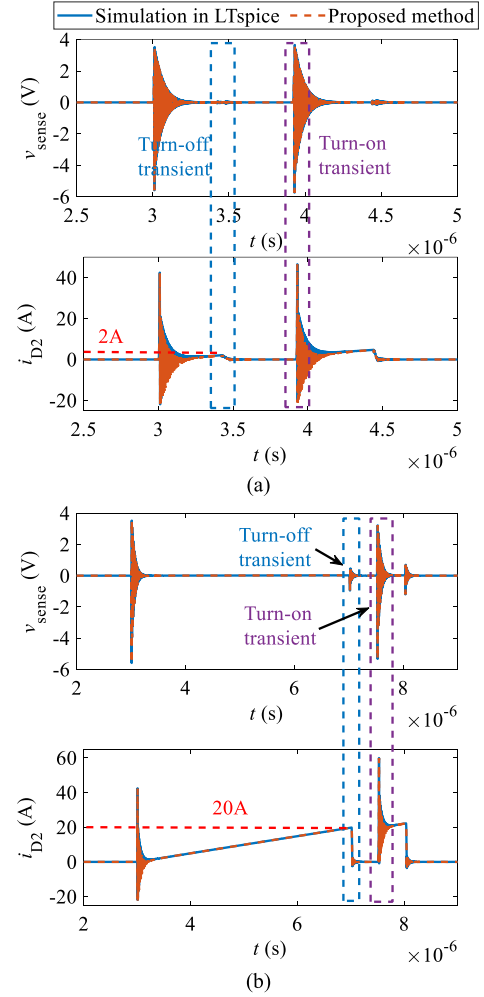 Simulation in LTspice Proposed method
4
2
0
-2
-4
-6
v_sense (V)
Turn-off
transient
Turn-on
transient
2.5 3 3.5 4 4.5 5
t (s)
×10⁻⁶
40
20
0
-20
i_D2 (A)
2A
2.5 3 3.5 4 4.5 5
t (s)
×10⁻⁶
(a)
4
2
0
-2
-4
-6
v_sense (V)
Turn-off
transient
Turn-on
transient
2 4 6 8
t (s)
×10⁻⁶
60
40
20
0
-20
i_D2 (A)
20A
2 4 6 8
t (s)
×10⁻⁶
(b)